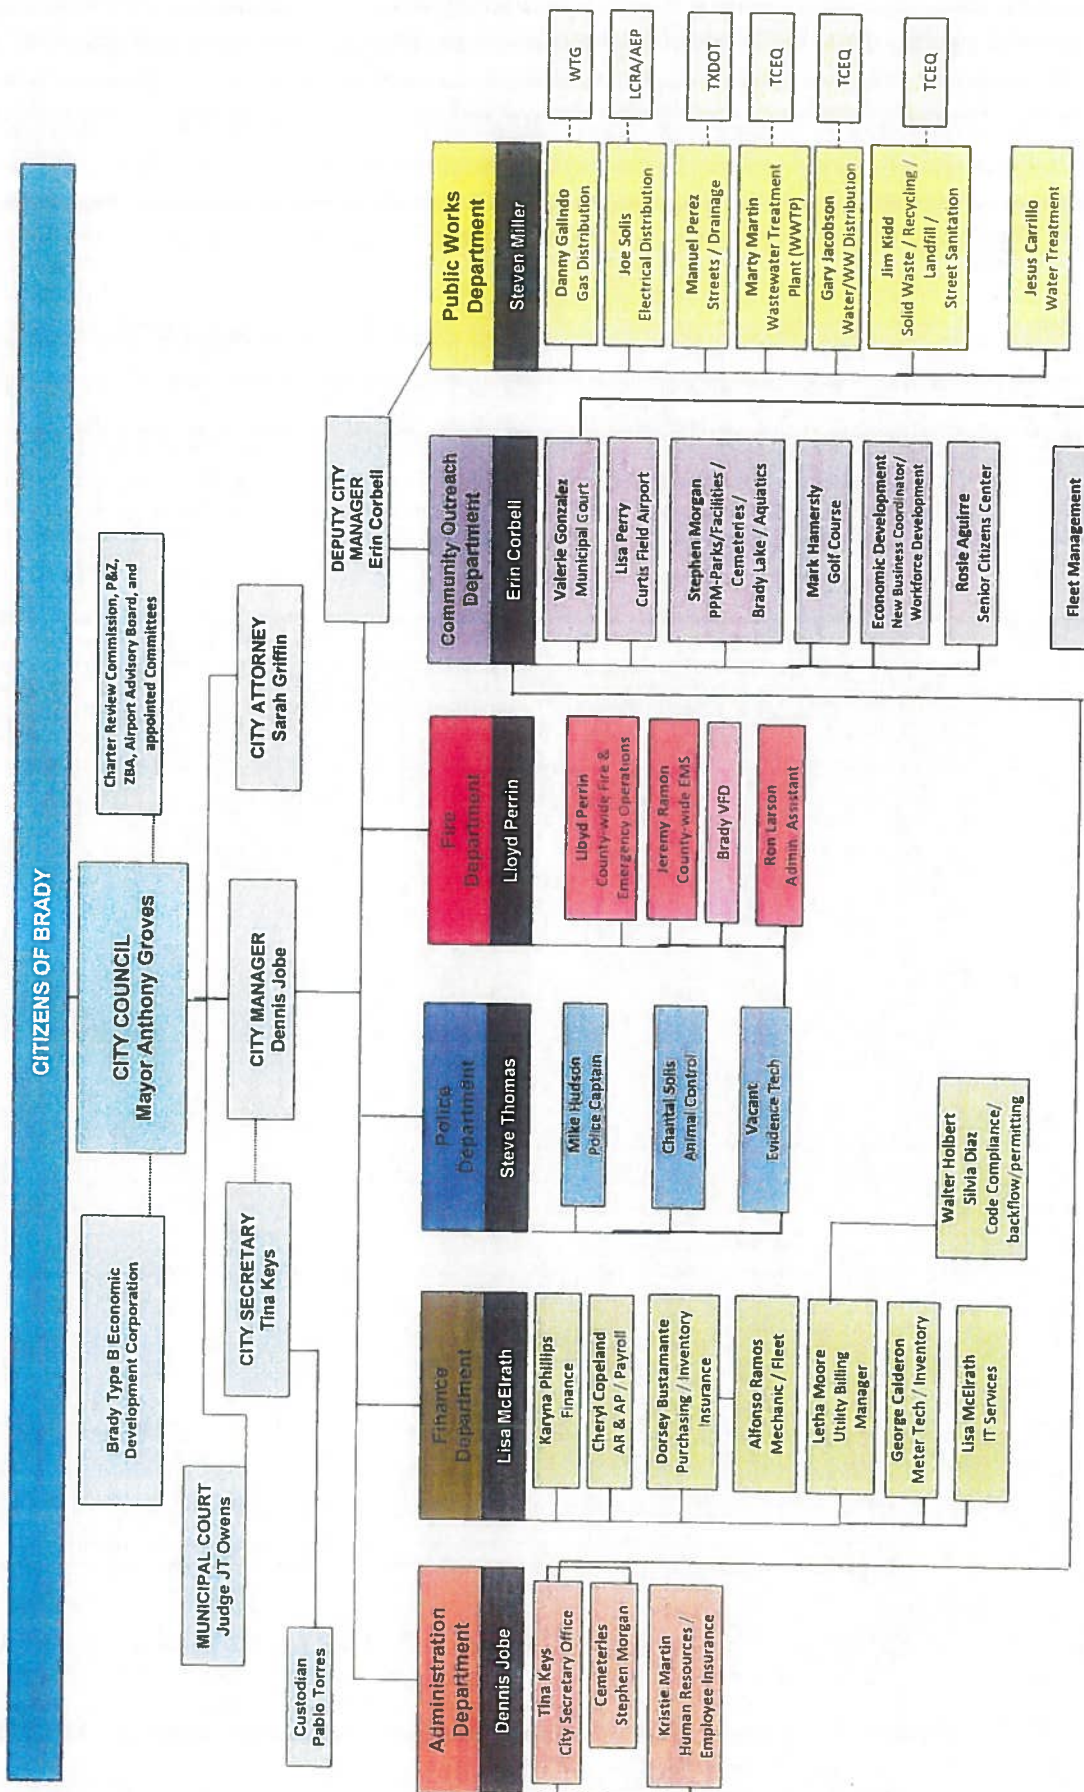 CITIZENS OF BRADY
Brady Type B Economic
Development Corporation
CITY COUNCIL
Mayor Anthony Groves
Charter Review Commission, P&Z,
ZBA, Airport Advisory Board, and
appointed Committees
MUNICIPAL COURT
Judge JT Owens
CITY SECRETARY
Tina Keys
CITY MANAGER
Dennis Jobe
CITY ATTORNEY
Sarah Griffin
Custodian
Pablo Torres
DEPUTY CITY
MANAGER
Erin Corbell
Administration
Department
Dennis Jobe
Tina Keys
City Secretary Office
Cemeteries
Stephen Morgan
Kristie Martin
Human Resources /
Employee Insurance
Finance
Department
Lisa McElrath
Karyna Phillips
Finance
Cheryl Copeland
AR & AP / Payroll
Dorsey Bustamante
Purchasing / Inventory
Insurance
Alfonso Ramos
Mechanic / Fleet
Letha Moore
Utility Billing
Manager
George Calderon
Meter Tech / Inventory
Lisa McElrath
IT Services
Walter Holbert
Silvia Diaz
Code Compliance/
backflow/permitting
Police
Department
Steve Thomas
Mike Hudson
Police Captain
Chantal Solis
Animal Control
Vacant
Evidence Tech
Fire
Department
Lloyd Perrin
Lloyd Perrin
County-wide Fire &
Emergency Operations
Jeremy Ramon
County-wide EMS
Brady VFD
Ron Larson
Admin. Assistant
Community Outreach
Department
Erin Corbell
Valerie Gonzalez
Municipal Court
Lisa Perry
Curtis Field Airport
Stephen Morgan
PPM-Parks/Facilities /
Cemeteries /
Brady Lake / Aquatics
Mark Hamersly
Golf Course
Economic Development
New Business Coordinator/
Workforce Development
Rosie Aguirre
Senior Citizens Center
Fleet Management
Public Works
Department
Steven Miller
Danny Galindo
Gas Distribution
WTG
Joe Solis
Electrical Distribution
LCRA/AEP
Manuel Perez
Streets / Drainage
TXDOT
Marty Martin
Wastewater Treatment
Plant (WWTP)
TCEQ
Gary Jacobson
Water/WW Distribution
TCEQ
Jim Kidd
Solid Waste / Recycling /
Landfill /
Street Sanitation
TCEQ
Jesus Carrillo
Water Treatment